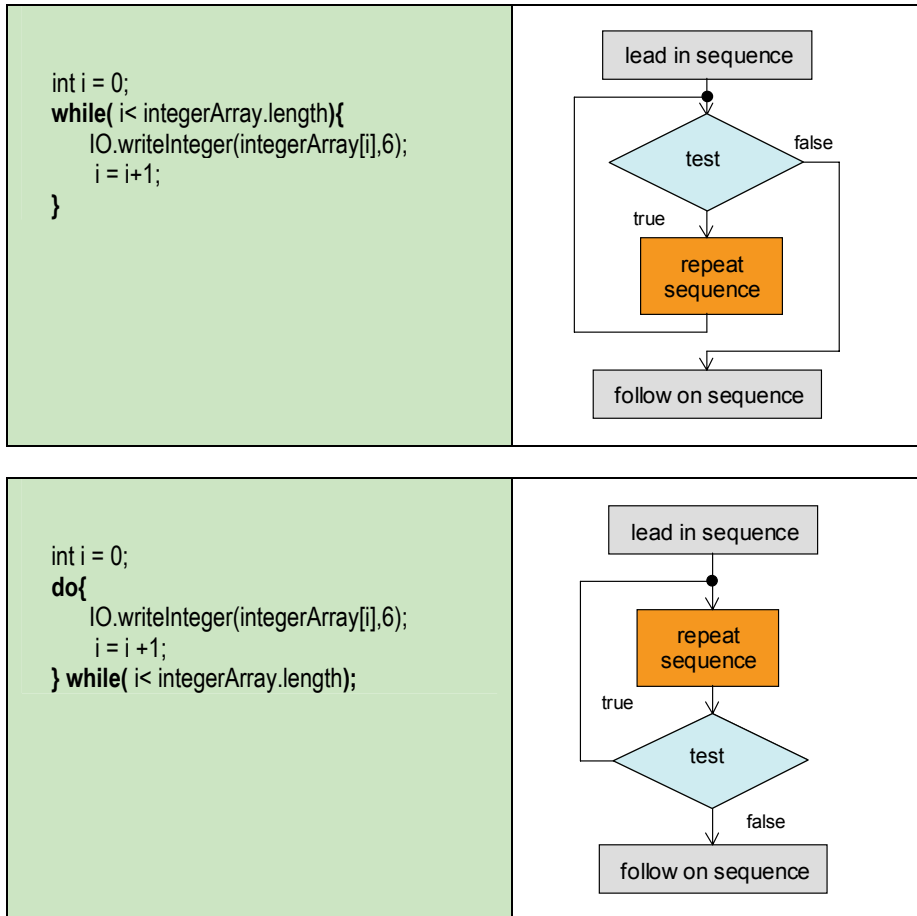 int i = 0;
while( i< integerArray.length){
IO.writeInteger(integerArray[i],6);
i = i+1;
}
lead in sequence
test
false
true
repeat
sequence
follow on sequence
int i = 0;
do{
IO.writeInteger(integerArray[i],6);
i = i +1;
} while( i< integerArray.length);
lead in sequence
repeat
sequence
true
test
false
follow on sequence